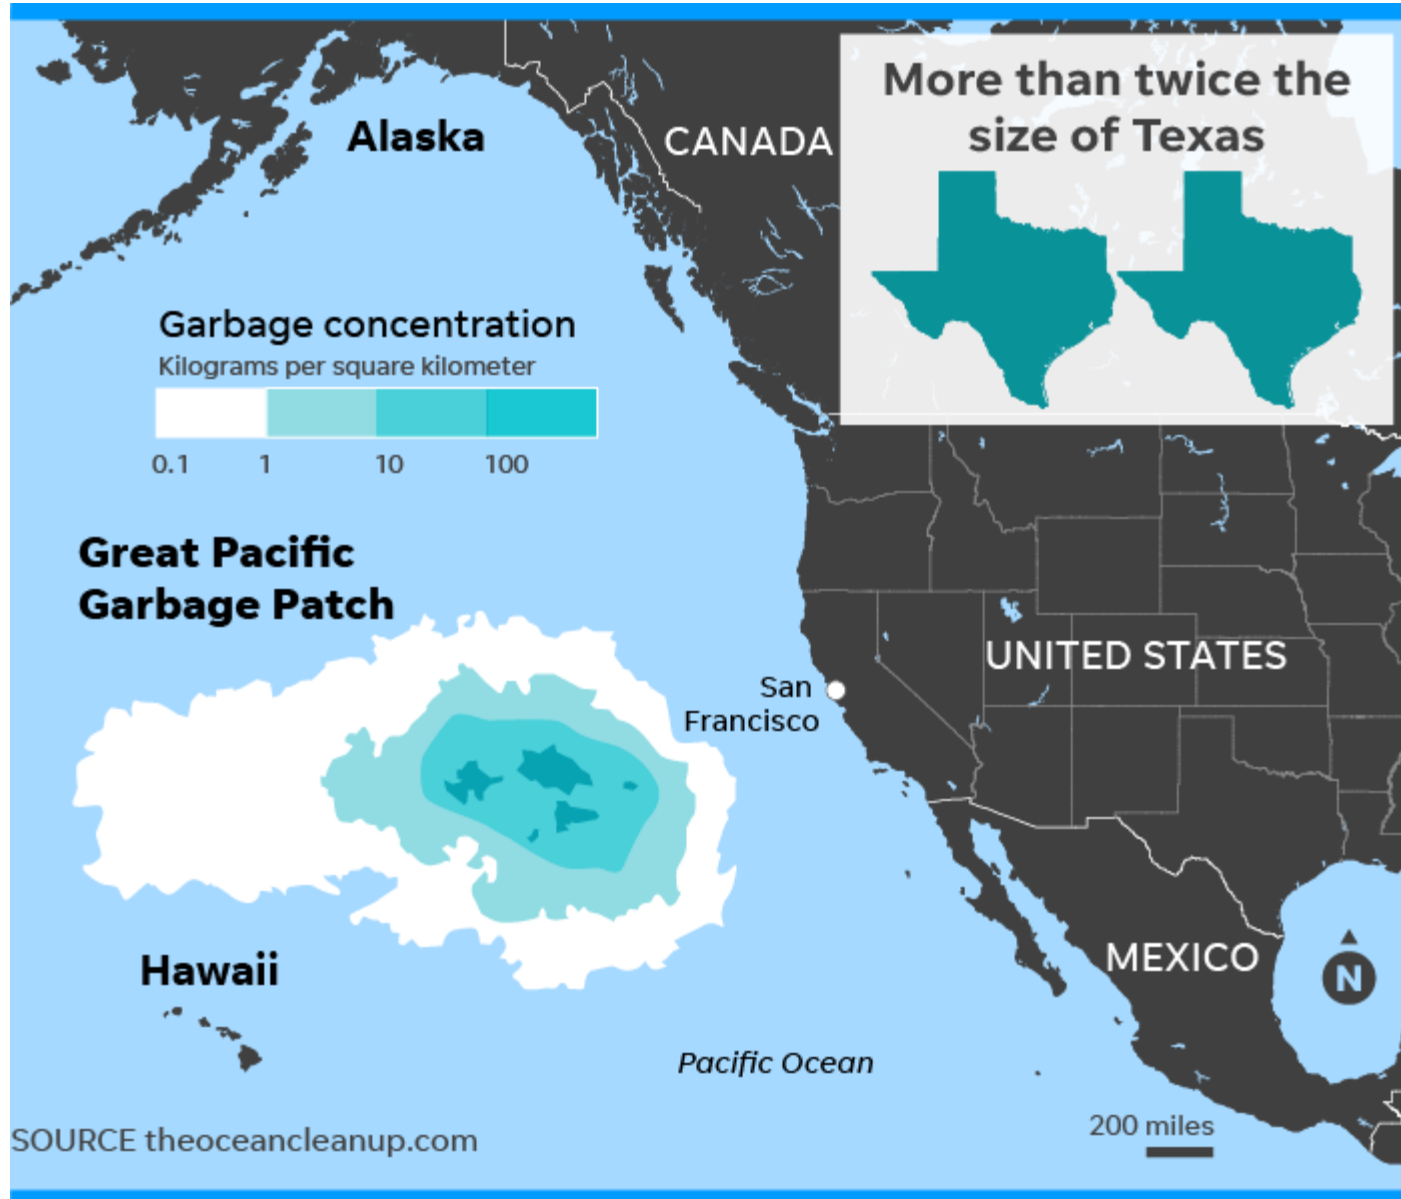 More than twice the
size of Texas
Alaska
CANADA
Garbage concentration
Kilograms per square kilometer
0.1 1 10 100
Great Pacific
Garbage Patch
San
Francisco
UNITED STATES
MEXICO
N
Hawaii
Pacific Ocean
200 miles
SOURCE theoceancleanup.com